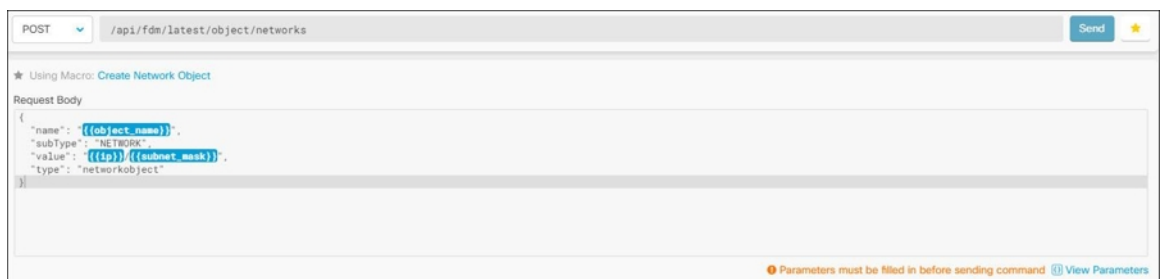 POST /api/fdm/latest/object/networks Send
Using Macro: Create Network Object
Request Body
{
"name": "{{object_name}}",
"subType": "NETWORK",
"value": "{{ip}}/{{subnet_mask}}",
"type": "networkobject"
}
Parameters must be filled in before sending command View Parameters